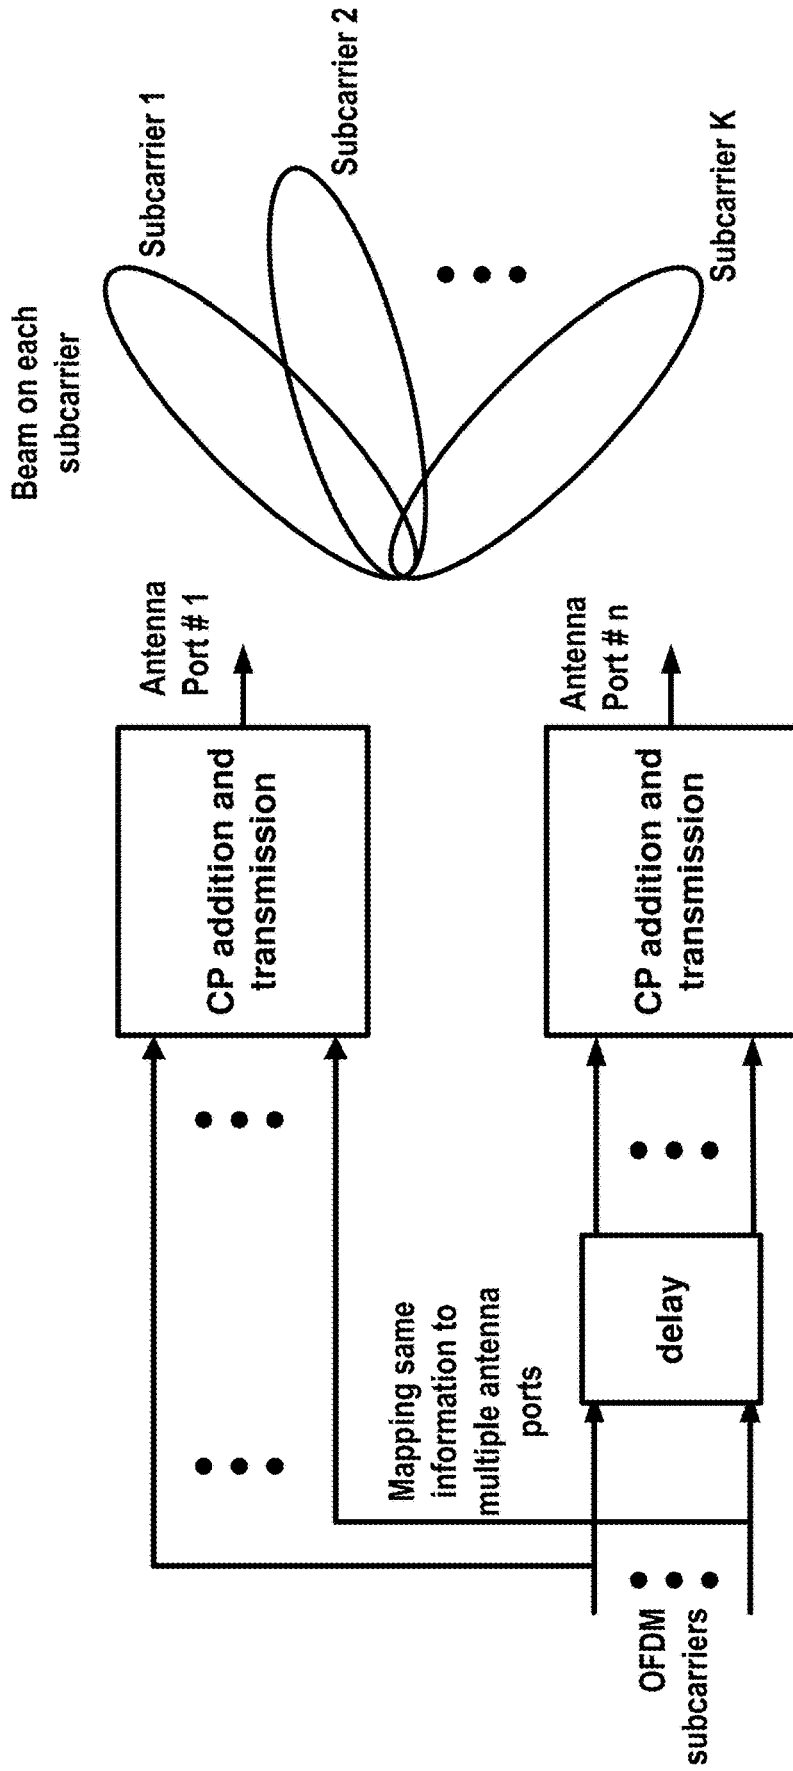 OFDM
subcarriers
Mapping same
information to
multiple antenna
ports
delay
CP addition and
transmission
CP addition and
transmission
Antenna
Port # 1
Antenna
Port # n
Beam on each
subcarrier
Subcarrier 1
Subcarrier 2
Subcarrier K